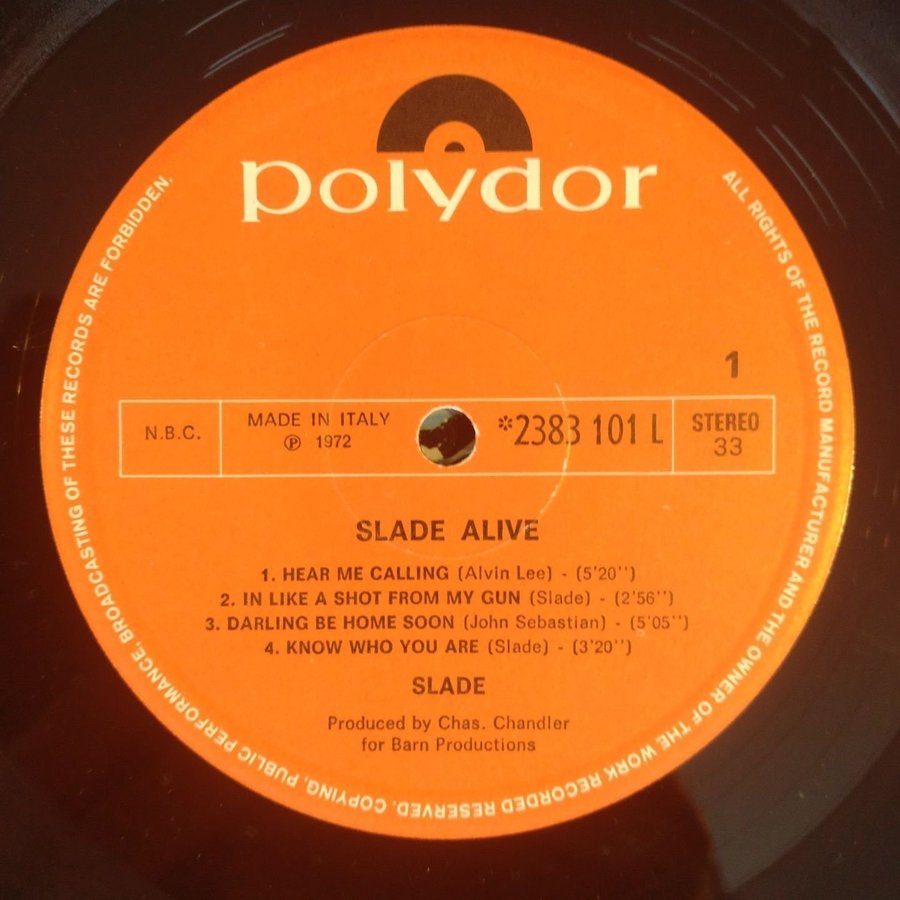 polydor
1
N.B.C.
MADE IN ITALY
℗ 1972
*2383 101 L
STEREO
33
SLADE ALIVE
1. HEAR ME CALLING (Alvin Lee) - (5'20'')
2. IN LIKE A SHOT FROM MY GUN (Slade) - (2'56'')
3. DARLING BE HOME SOON (John Sebastian) - (5'05'')
4. KNOW WHO YOU ARE (Slade) - (3'20'')
SLADE
Produced by Chas. Chandler
for Barn Productions
ALL RIGHTS OF THE RECORD MANUFACTURER AND THE OWNER OF THE WORK RECORDED RESERVED. COPYING, PUBLIC PERFORMANCE, BROADCASTING OF THESE RECORDS ARE FORBIDDEN.